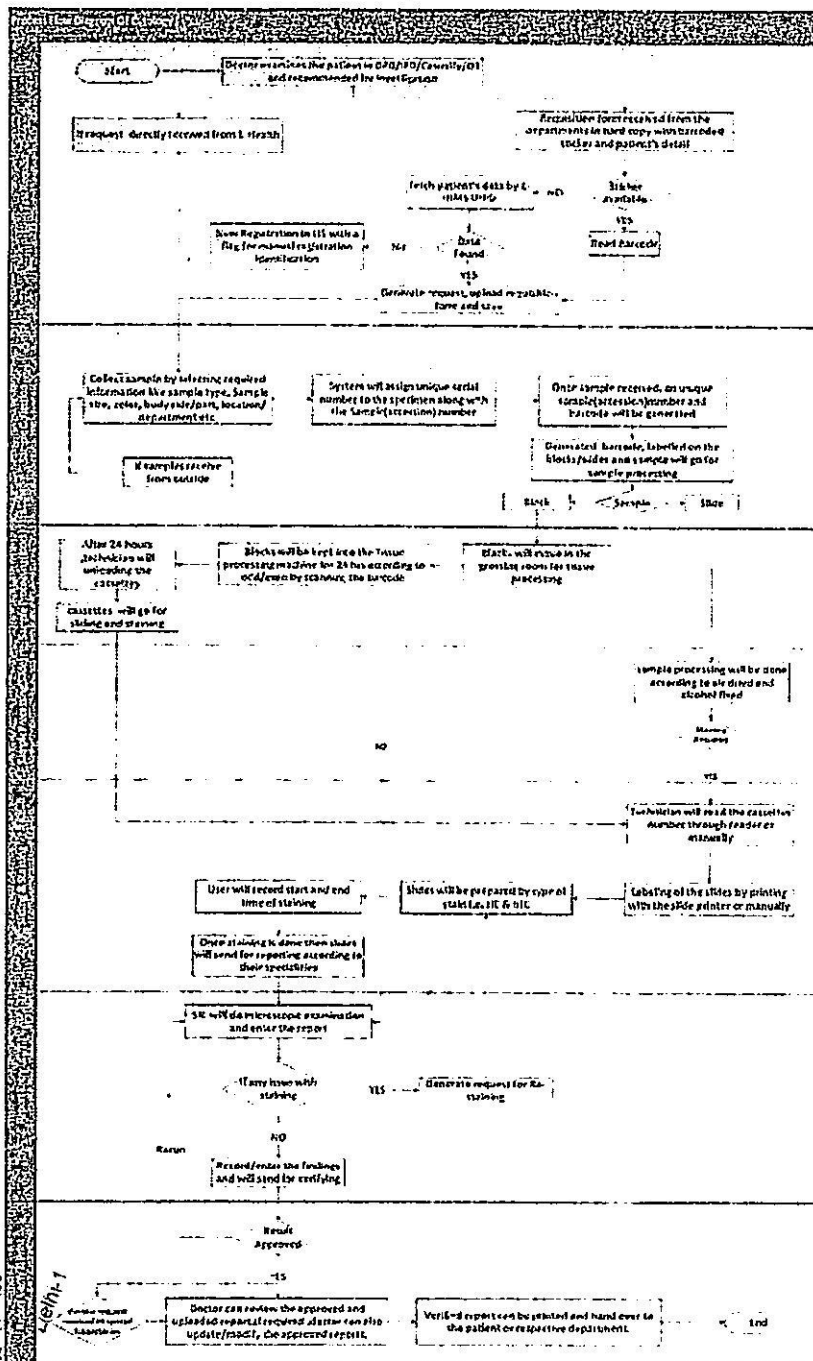 Start
Doctor examines the patient in OPD/IPD/Casualty/OT
and recommended for investigation
If request directly received from E-Health
Requisition form received from the
departments in hard copy with barcoded
sticker and patient's detail
Fetch patient's data by
NO
Sticker
available
New Registration in LIS with a
flag for manual registration
identification
No
Data
Found
YES
Read Barcode
YES
Generate request, upload requisition
form and save
Collect sample by selecting required
information like sample type, Sample
size, color, body side/part, location/
department etc
System will assign unique serial
number to the specimen along with
the Sample(accession) number
Once sample received, an unique
sample(accession)number and
barcode will be generated
If samples receive
from outside
Generated barcode, labelled on the
blocks/slides and sample will go for
sample processing
Block
Sample
Slide
After 24 hours
technician will
unloading the
cassettes
Blocks will be kept into the Tissue
processing machine for 24 hrs according to
odd/even by scanning the barcode
Blocks will move in the
grossing room for tissue
processing
Cassettes will go for
sliding and staining
Sample processing will be done
according to air dried and
alcohol fixed
NO
YES
Technician will read the cassettes
number through reader or
manually
User will record start and end
time of staining
Slides will be prepared by type of
stain i.e.
Labeling of the slides by printing
with the slide printer or manually
Once staining is done then slides
will send for reporting according to
their specialities
SR will do microscopic examination
and enter the report
If any issue with
staining
YES
Generate request for Re-
staining
NO
Rerun
Record/enter the findings
and will send for verifying
Result
Approved
YES
Doctor can review the approved and
uploaded report if required doctor can also
update/modify the approved reports.
Verified report can be printed and hand over to
the patient or respective department.
End
elhi-1